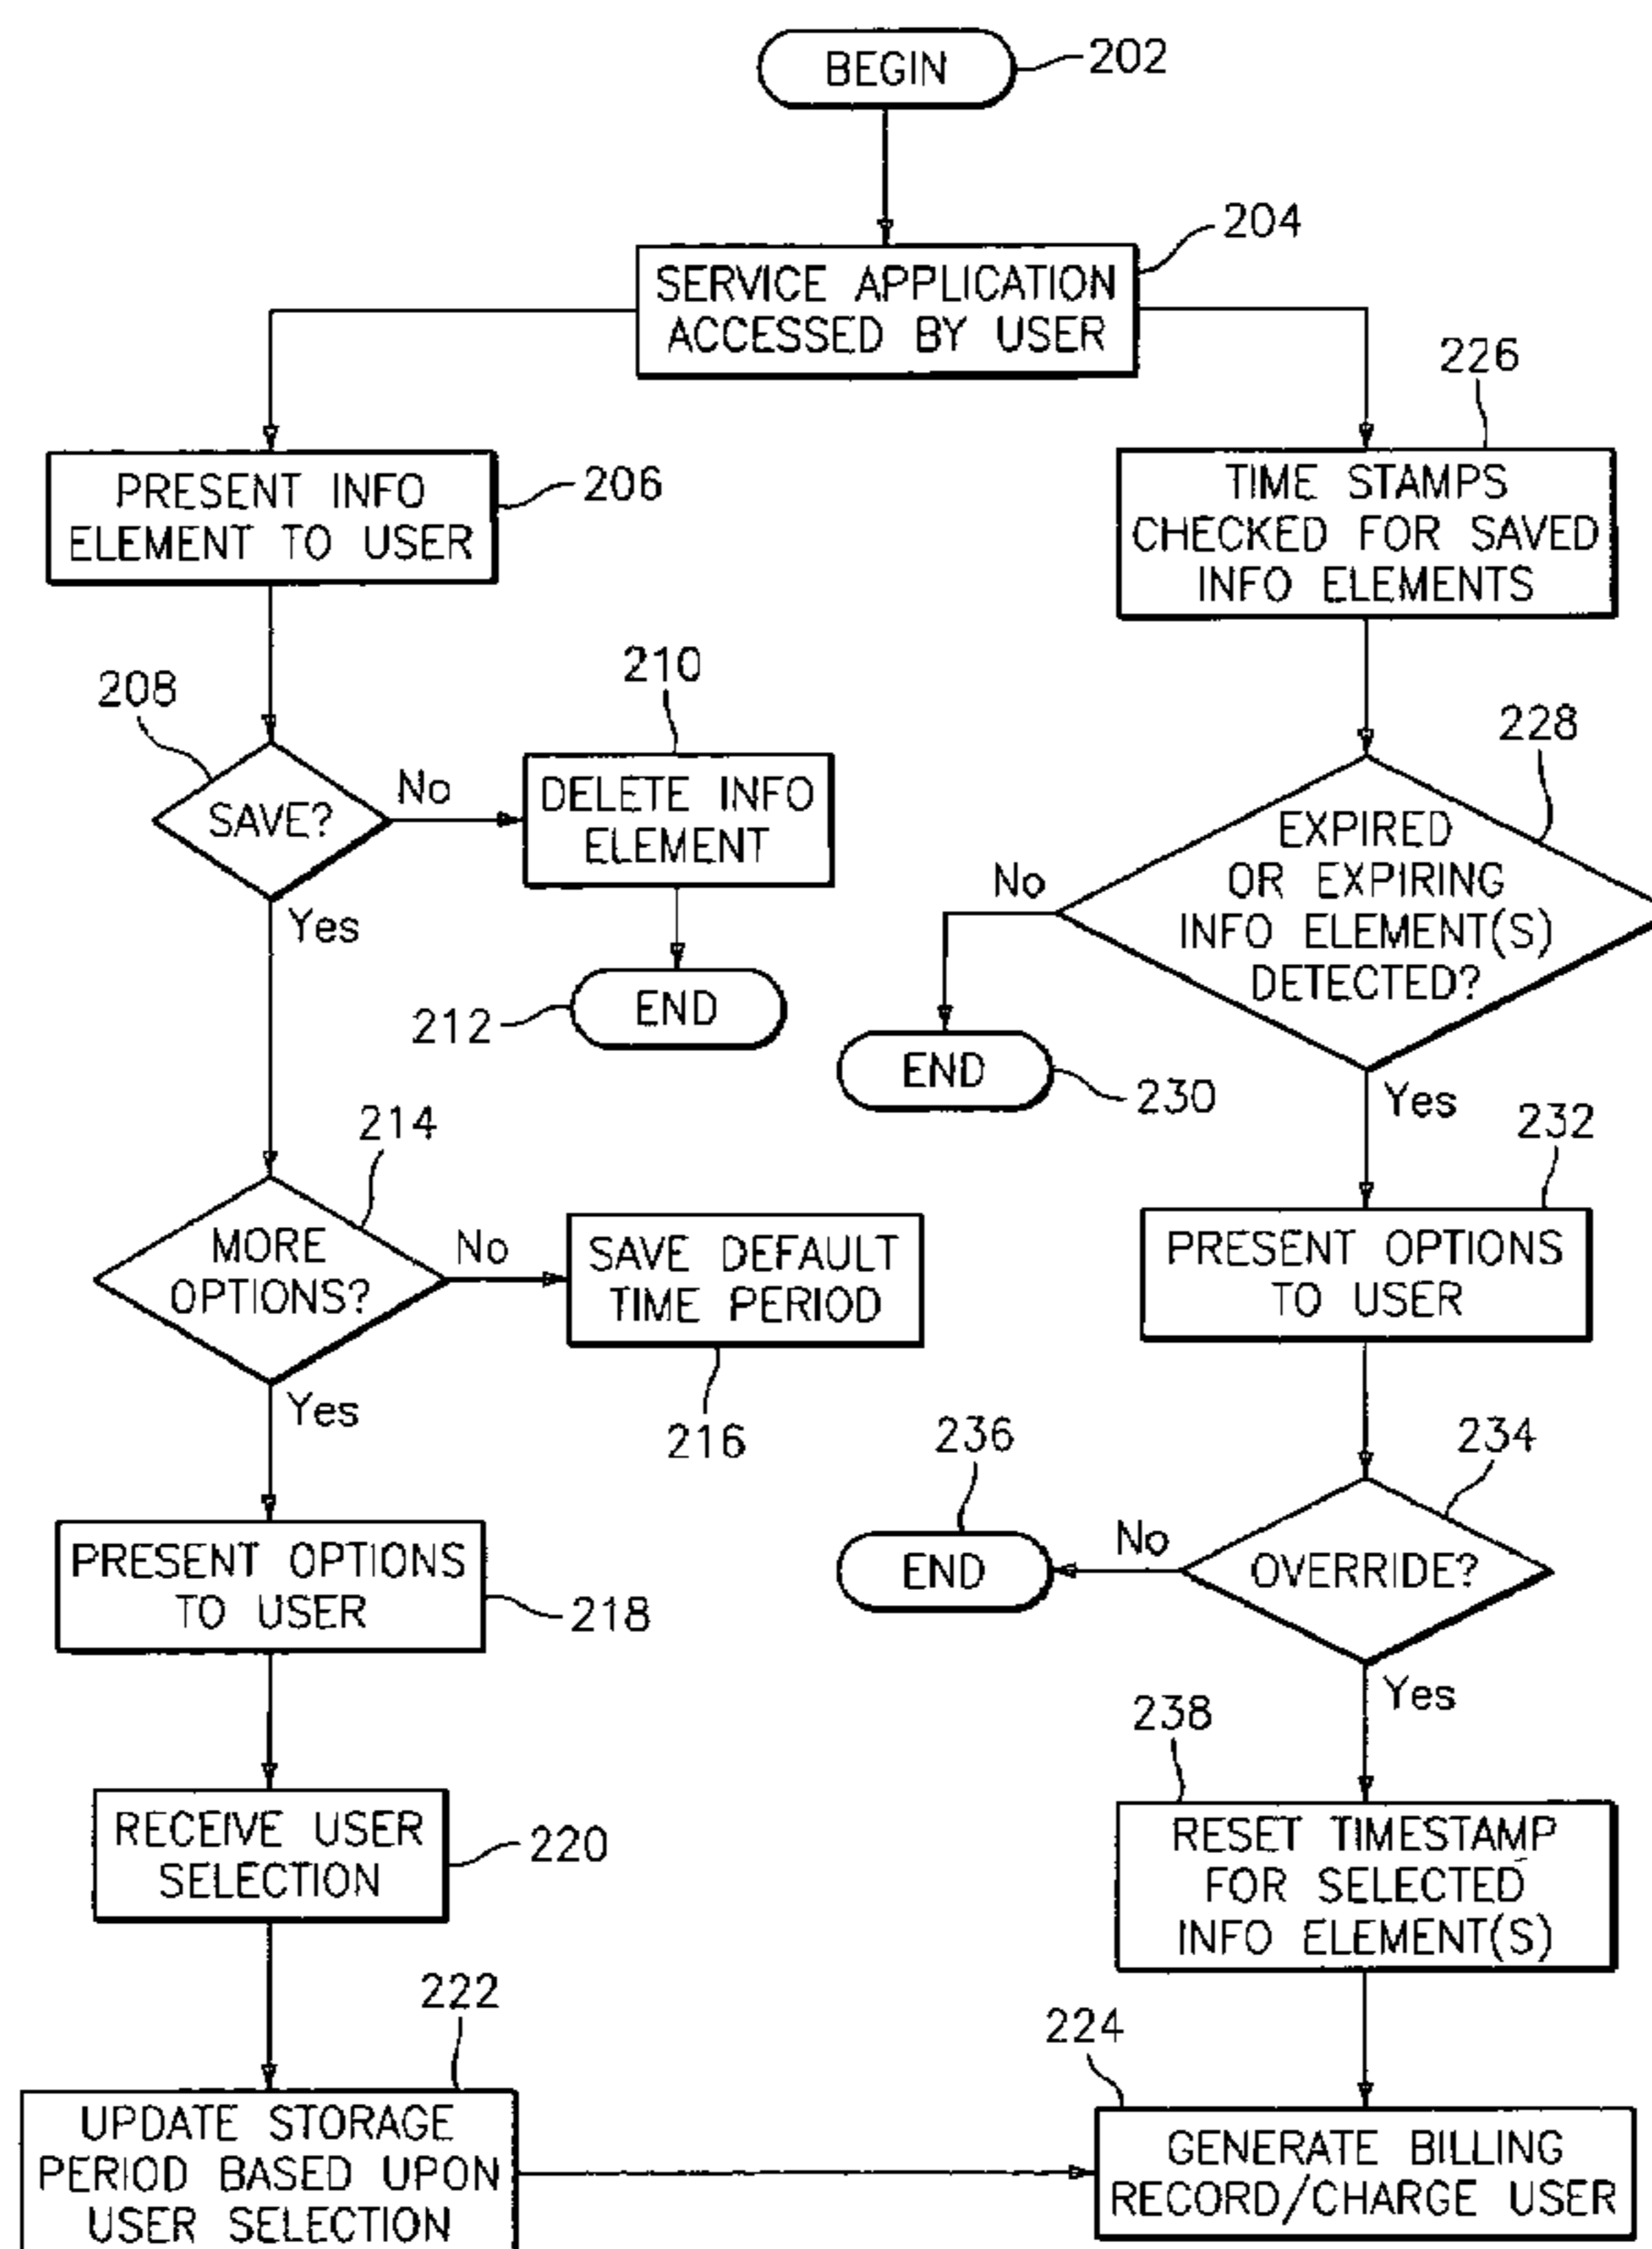 BEGIN
202
204
SERVICE APPLICATION
ACCESSED BY USER
226
PRESENT INFO
ELEMENT TO USER
206
TIME STAMPS
CHECKED FOR SAVED
INFO ELEMENTS
208
210
SAVE?
No
DELETE INFO
ELEMENT
Yes
212
END
228
EXPIRED
OR EXPIRING
INFO ELEMENT(S)
DETECTED?
No
END
230
Yes
214
MORE
OPTIONS?
No
SAVE DEFAULT
TIME PERIOD
216
Yes
232
PRESENT OPTIONS
TO USER
236
234
END
No
OVERRIDE?
Yes
PRESENT OPTIONS
TO USER
218
238
RECEIVE USER
SELECTION
220
RESET TIMESTAMP
FOR SELECTED
INFO ELEMENT(S)
222
UPDATE STORAGE
PERIOD BASED UPON
USER SELECTION
224
GENERATE BILLING
RECORD/CHARGE USER